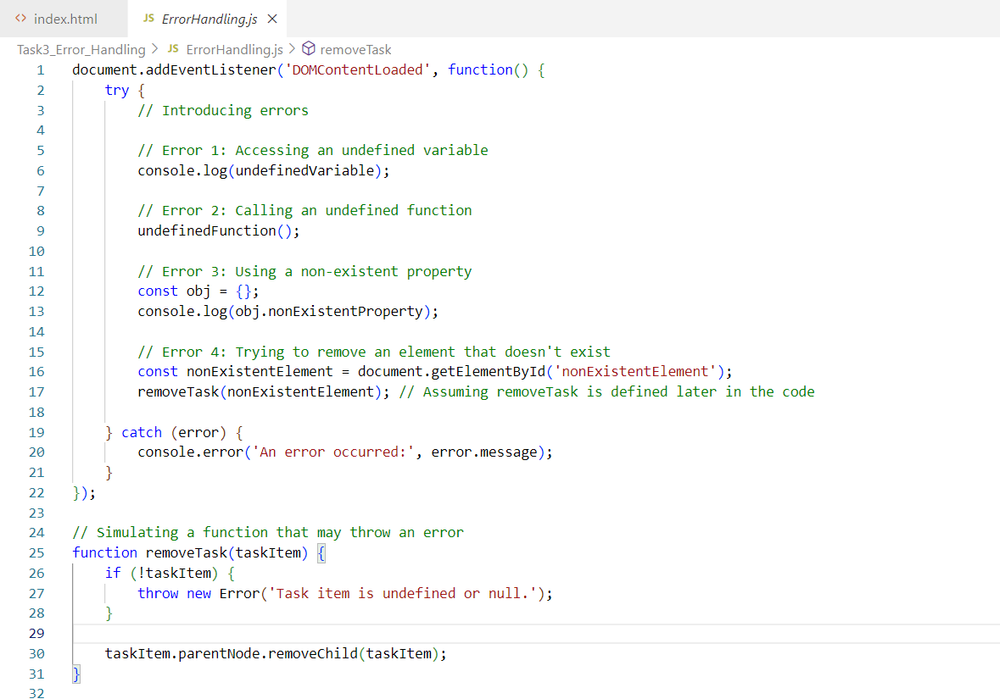 <> index.html JS ErrorHandling.js ×
Task3_Error_Handling > JS ErrorHandling.js > removeTask
1 document.addEventListener('DOMContentLoaded', function() {
2     try {
3         // Introducing errors
4
5         // Error 1: Accessing an undefined variable
6         console.log(undefinedVariable);
7
8         // Error 2: Calling an undefined function
9         undefinedFunction();
10
11         // Error 3: Using a non-existent property
12         const obj = {};
13         console.log(obj.nonExistentProperty);
14
15         // Error 4: Trying to remove an element that doesn't exist
16         const nonExistentElement = document.getElementById('nonExistentElement');
17         removeTask(nonExistentElement); // Assuming removeTask is defined later in the code
18
19     } catch (error) {
20         console.error('An error occurred:', error.message);
21     }
22 });
23
24 // Simulating a function that may throw an error
25 function removeTask(taskItem) {
26     if (!taskItem) {
27         throw new Error('Task item is undefined or null.');
28     }
29
30     taskItem.parentNode.removeChild(taskItem);
31 }
32